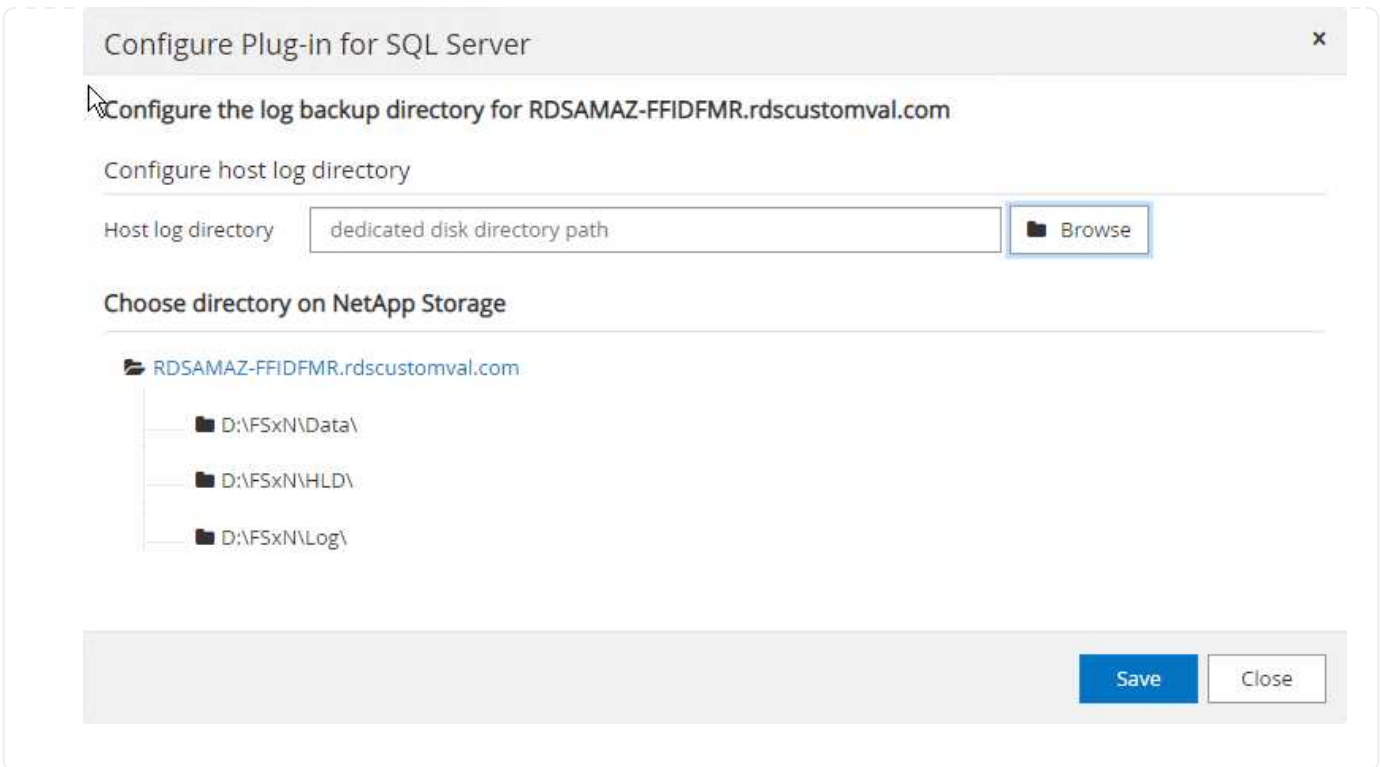 Configure Plug-in for SQL Server ×
Configure the log backup directory for RDSAMAZ-FFIDFMR.rdscustomval.com
Configure host log directory
Host log directory dedicated disk directory path Browse
Choose directory on NetApp Storage
RDSAMAZ-FFIDFMR.rdscustomval.com
D:\FSxN\Data\
D:\FSxN\HLD\
D:\FSxN\Log\
Save Close